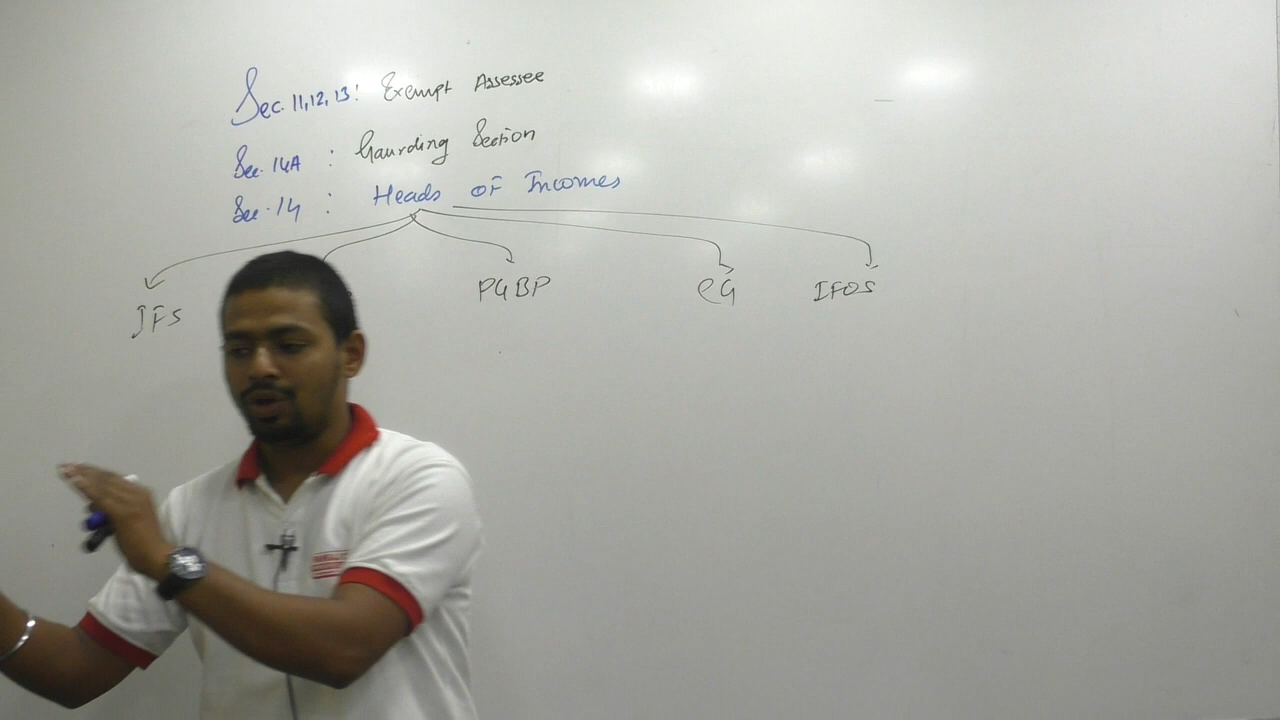 Sec. 11,12,13: Exempt Assessee
Sec. 14A : Gaurding Section
Sec. 14 : Heads of Incomes
IFS PGBP CG IFOS